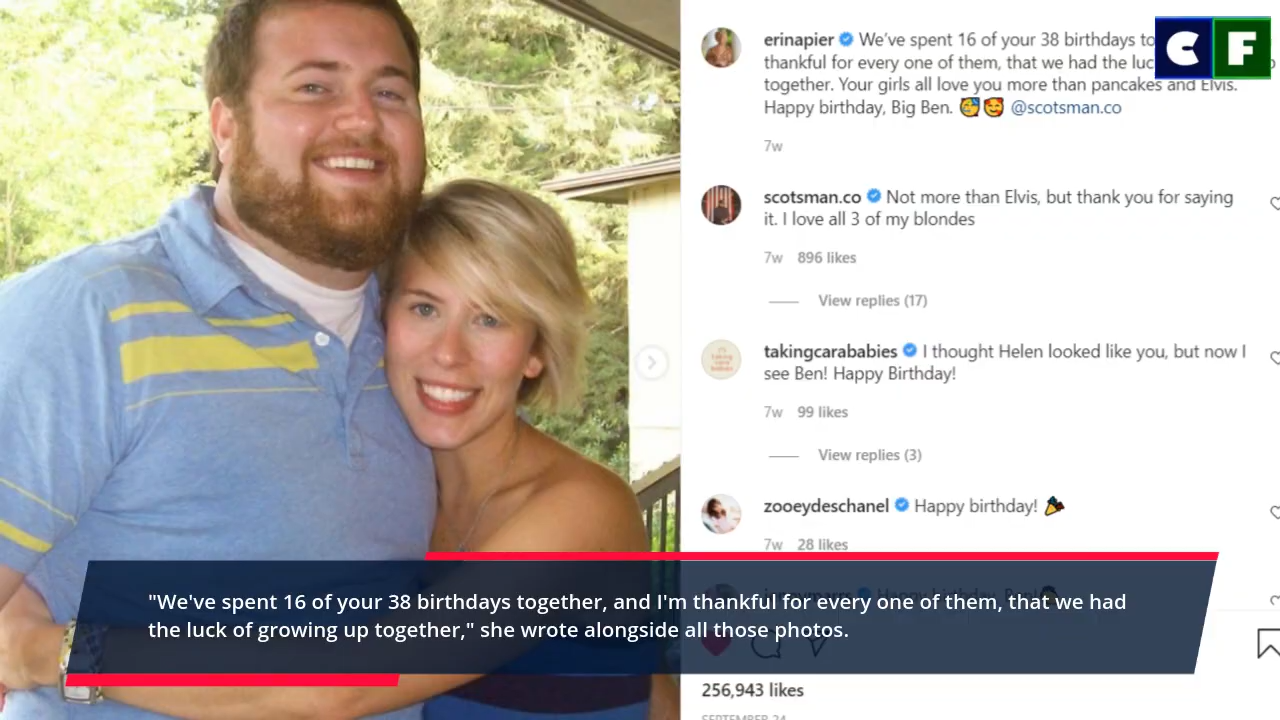 C F
erinapier We've spent 16 of your 38 birthdays to
thankful for every one of them, that we had the luc
together. Your girls all love you more than pancakes and Elvis.
Happy birthday, Big Ben. 🥳 🥰 @scotsman.co
7w
scotsman.co Not more than Elvis, but thank you for saying
it. I love all 3 of my blondes
7w 896 likes
View replies (17)
takingcarababies I thought Helen looked like you, but now I
see Ben! Happy Birthday!
7w 99 likes
View replies (3)
zooeydeschanel Happy birthday! 🎉
7w 28 likes
"We've spent 16 of your 38 birthdays together, and I'm thankful for every one of them, that we had
the luck of growing up together," she wrote alongside all those photos.
256,943 likes
SEPTEMBER 24